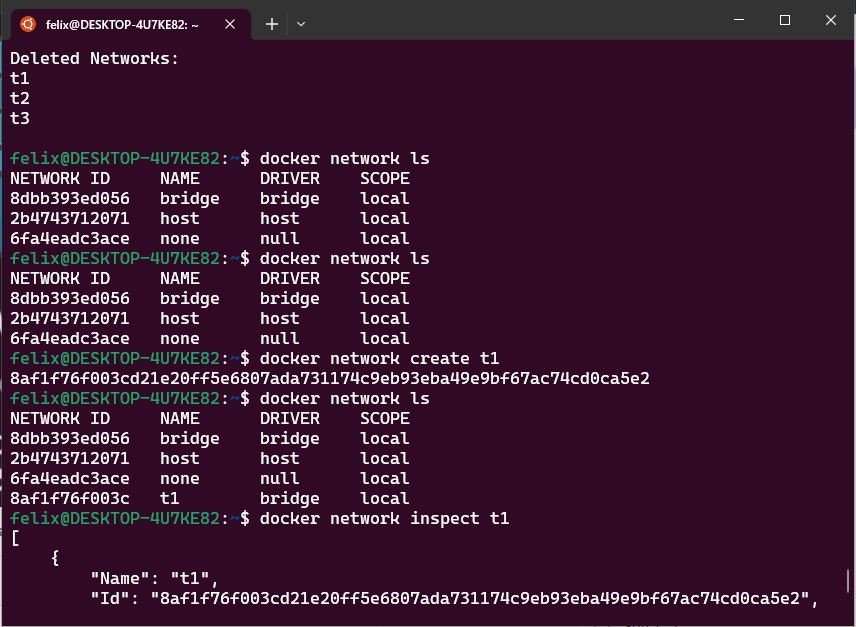 felix@DESKTOP-4U7KE82: ~
Deleted Networks:
t1
t2
t3
felix@DESKTOP-4U7KE82:~$ docker network ls
NETWORK ID     NAME      DRIVER    SCOPE
8dbb393ed056   bridge    bridge    local
2b4743712071   host      host      local
6fa4eadc3ace   none      null      local
felix@DESKTOP-4U7KE82:~$ docker network ls
NETWORK ID     NAME      DRIVER    SCOPE
8dbb393ed056   bridge    bridge    local
2b4743712071   host      host      local
6fa4eadc3ace   none      null      local
felix@DESKTOP-4U7KE82:~$ docker network create t1
8af1f76f003cd21e20ff5e6807ada731174c9eb93eba49e9bf67ac74cd0ca5e2
felix@DESKTOP-4U7KE82:~$ docker network ls
NETWORK ID     NAME      DRIVER    SCOPE
8dbb393ed056   bridge    bridge    local
2b4743712071   host      host      local
6fa4eadc3ace   none      null      local
8af1f76f003c   t1        bridge    local
felix@DESKTOP-4U7KE82:~$ docker network inspect t1
[
    {
        "Name": "t1",
        "Id": "8af1f76f003cd21e20ff5e6807ada731174c9eb93eba49e9bf67ac74cd0ca5e2",